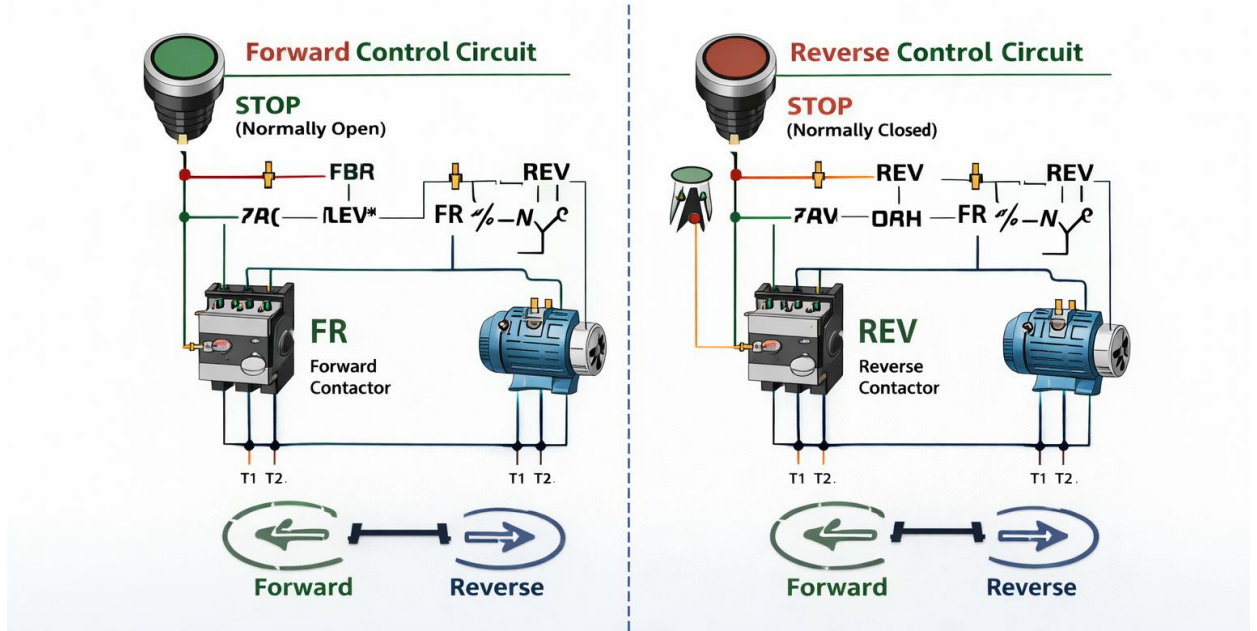 Forward Control Circuit
STOP
(Normally Open)
FBR
REV
FR
N
FR
Forward
Contactor
T1 T2.
T1 T2.
Forward
Reverse
Reverse Control Circuit
STOP
(Normally Closed)
REV
REV
7AV
ORH
FR
N
REV
Reverse
Contactor
T1 T2.
T1 T2.
Forward
Reverse